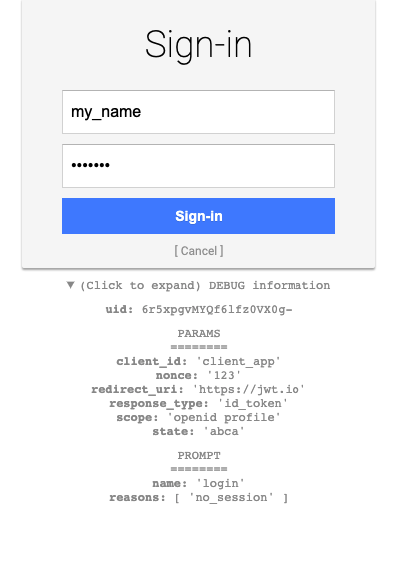 Sign-in
my_name
•••••••
Sign-in
[ Cancel ]
▼ (Click to expand) DEBUG information
uid: 6r5xpgvMYQf6lfz0VX0g-
PARAMS
========
client_id: 'client_app'
nonce: '123'
redirect_uri: 'https://jwt.io'
response_type: 'id_token'
scope: 'openid profile'
state: 'abca'
PROMPT
========
name: 'login'
reasons: [ 'no_session' ]